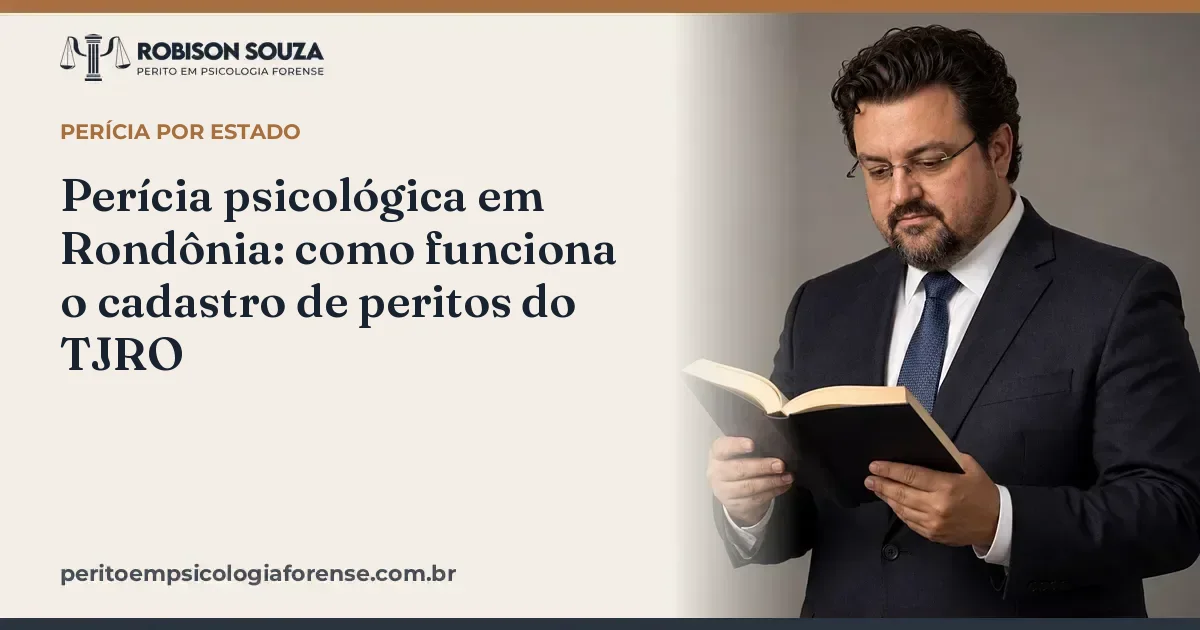 ROBISON SOUZA
PERITO EM PSICOLOGIA FORENSE
PERÍCIA POR ESTADO
Perícia psicológica em
Rondônia: como funciona
o cadastro de peritos do
TJRO
peritoempsicologiaforense.com.br